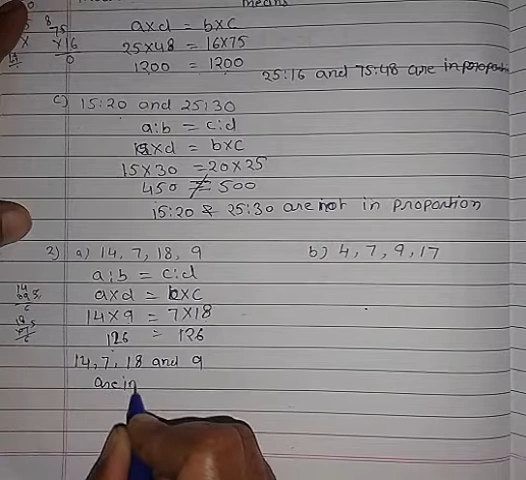 means
a×d = b×c
25×48 = 16×75
1200 = 1200
25:16 and 75:48 are in proportion
c) 15:20 and 25:30
a:b = c:d
a×d = b×c
15×30 = 20×25
450 ≠ 500
15:20 & 25:30 are not in proportion
2) a) 14, 7, 18, 9
a:b = c:d
a×d = b×c
14×9 = 7×18
126 = 126
14, 7, 18 and 9
are in
b) 4, 7, 9, 17